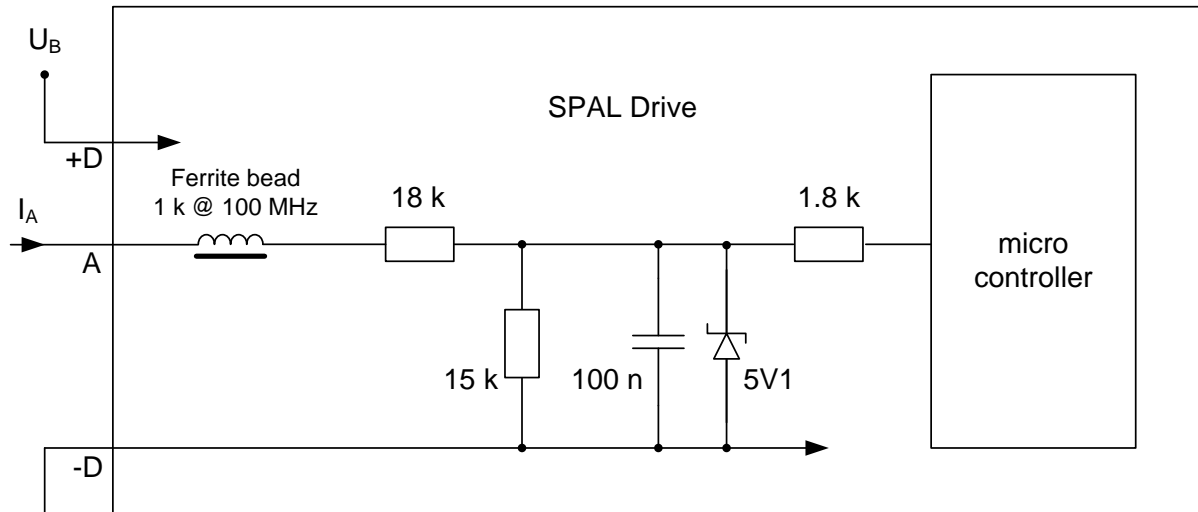 U_B
SPAL Drive
+D
Ferrite bead
1 k @ 100 MHz
18 k
1.8 k
I_A
A
micro
controller
15 k
100 n
5V1
-D